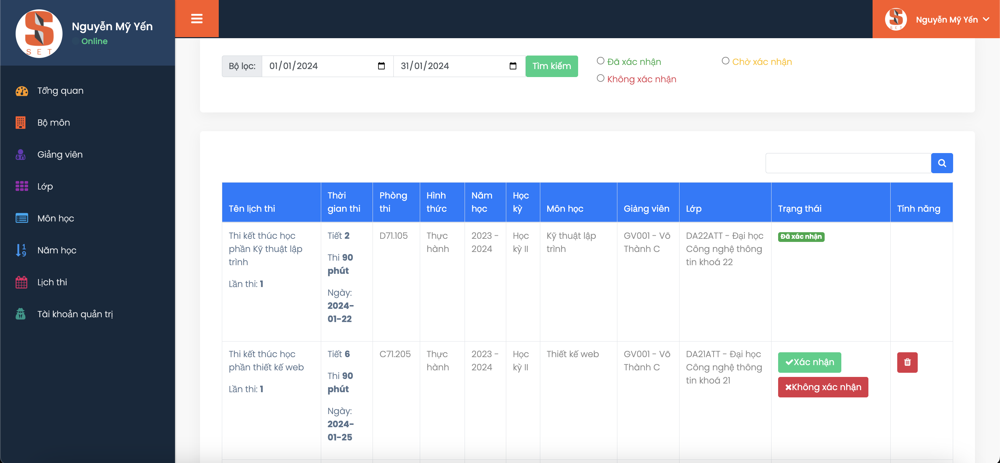 SET
Nguyễn Mỹ Yến
Online
Tổng quan
Bộ môn
Giảng viên
Lớp
Môn học
1
9
Năm học
Lịch thi
Tài khoản quản trị
SET
Nguyễn Mỹ Yến
Bộ lọc: 01/01/2024 31/01/2024 Tìm kiếm
Đã xác nhận Chờ xác nhận
Không xác nhận
Tên lịch thi
Thời
gian thi
Phòng
thi
Hình
thức
Năm
học
Học
kỳ
Môn học
Giảng viên
Lớp
Trạng thái
Tính năng
Thi kết thúc học
phần Kỹ thuật lập
trình
Lần thi: 1
Tiết 2
Thi 90
phút
Ngày:
2024-
01-22
D71.105
Thực
hành
2023 -
2024
Học
kỳ II
Kỹ thuật lập
trình
GV001 - Võ
Thành C
DA22ATT - Đại học
Công nghệ thông
tin khoá 22
Đã xác nhận
Thi kết thúc học
phần thiết kế web
Lần thi: 1
Tiết 6
Thi 90
phút
Ngày:
2024-
01-25
C71.205
Thực
hành
2023 -
2024
Học
kỳ II
Thiết kế web
GV001 - Võ
Thành C
DA21ATT - Đại học
Công nghệ thông
tin khoá 21
Xác nhận
Không xác nhận